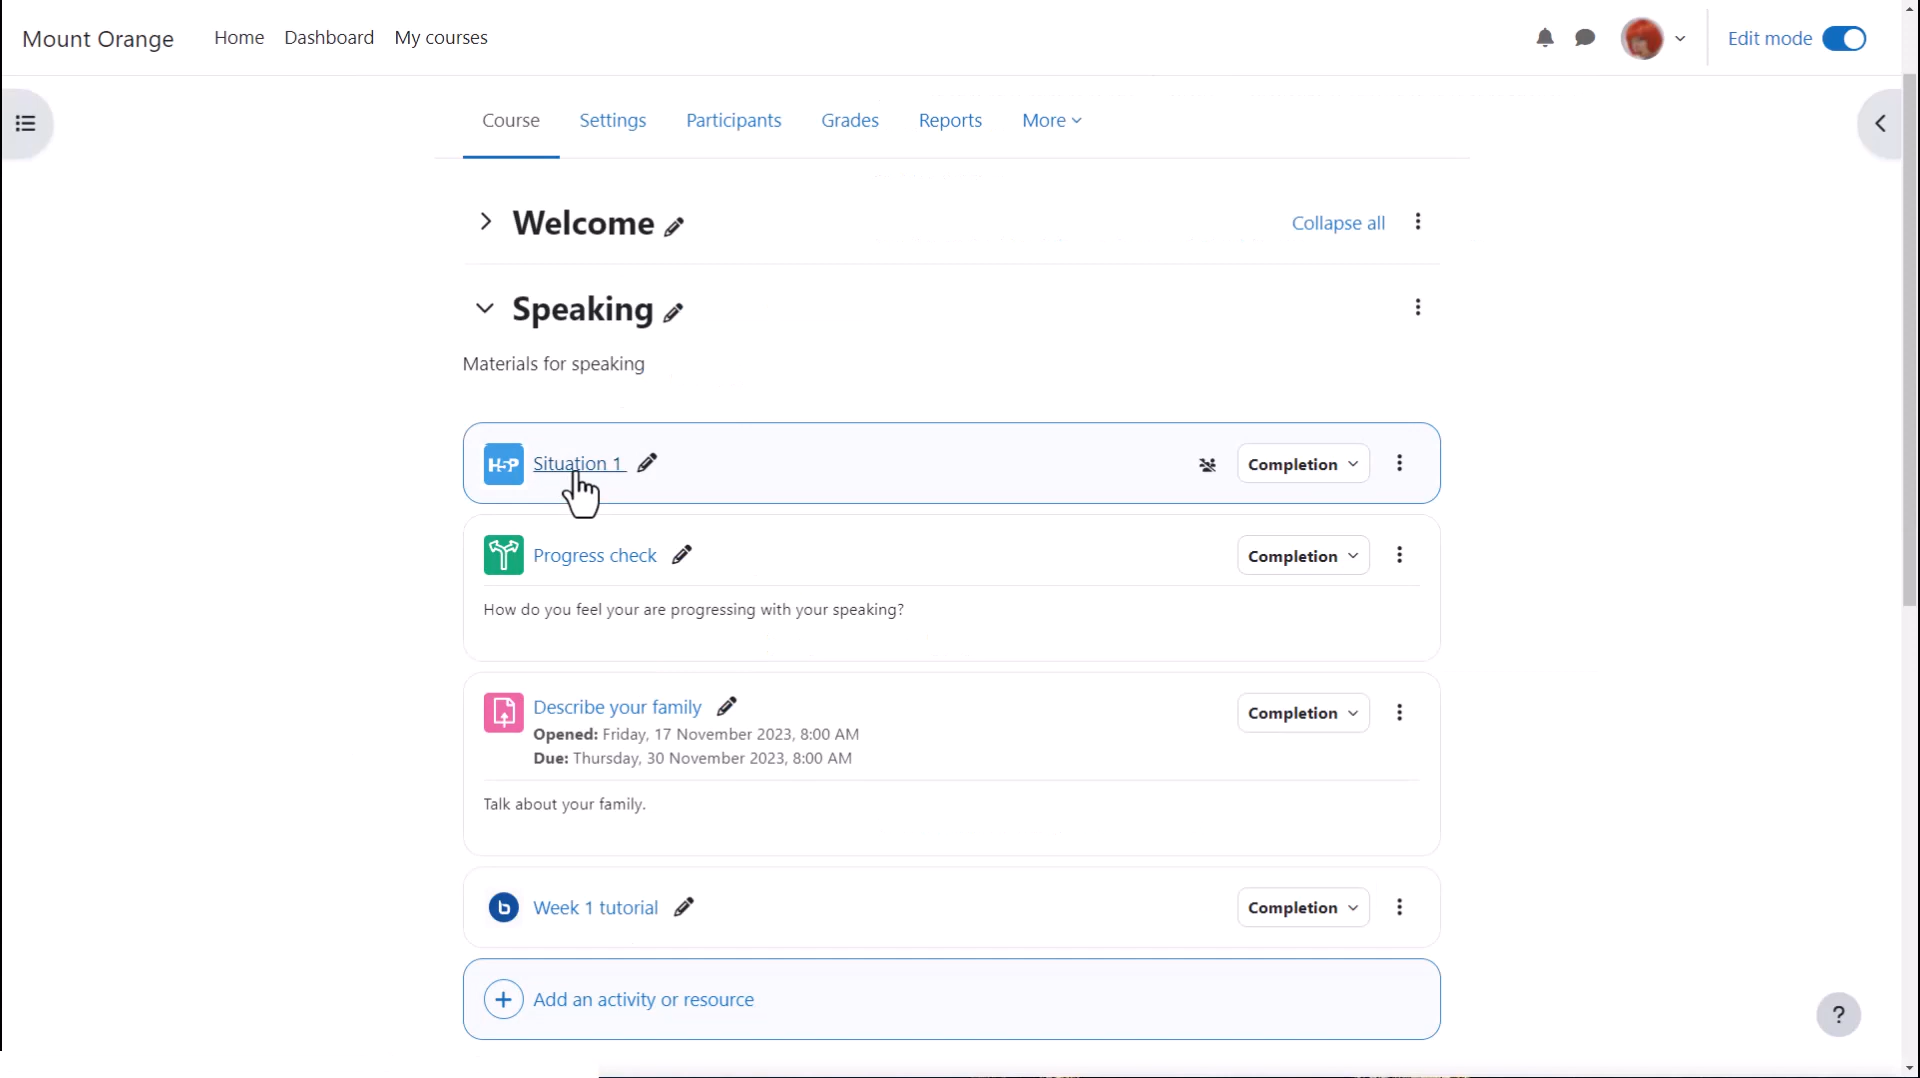 Mount Orange Home Dashboard My courses Edit mode
Course Settings Participants Grades Reports More
Welcome Collapse all
Speaking
Materials for speaking
H5P Situation 1 Completion
Progress check Completion
How do you feel your are progressing with your speaking?
Describe your family Completion
Opened: Friday, 17 November 2023, 8:00 AM
Due: Thursday, 30 November 2023, 8:00 AM
Talk about your family.
b Week 1 tutorial Completion
+ Add an activity or resource
?